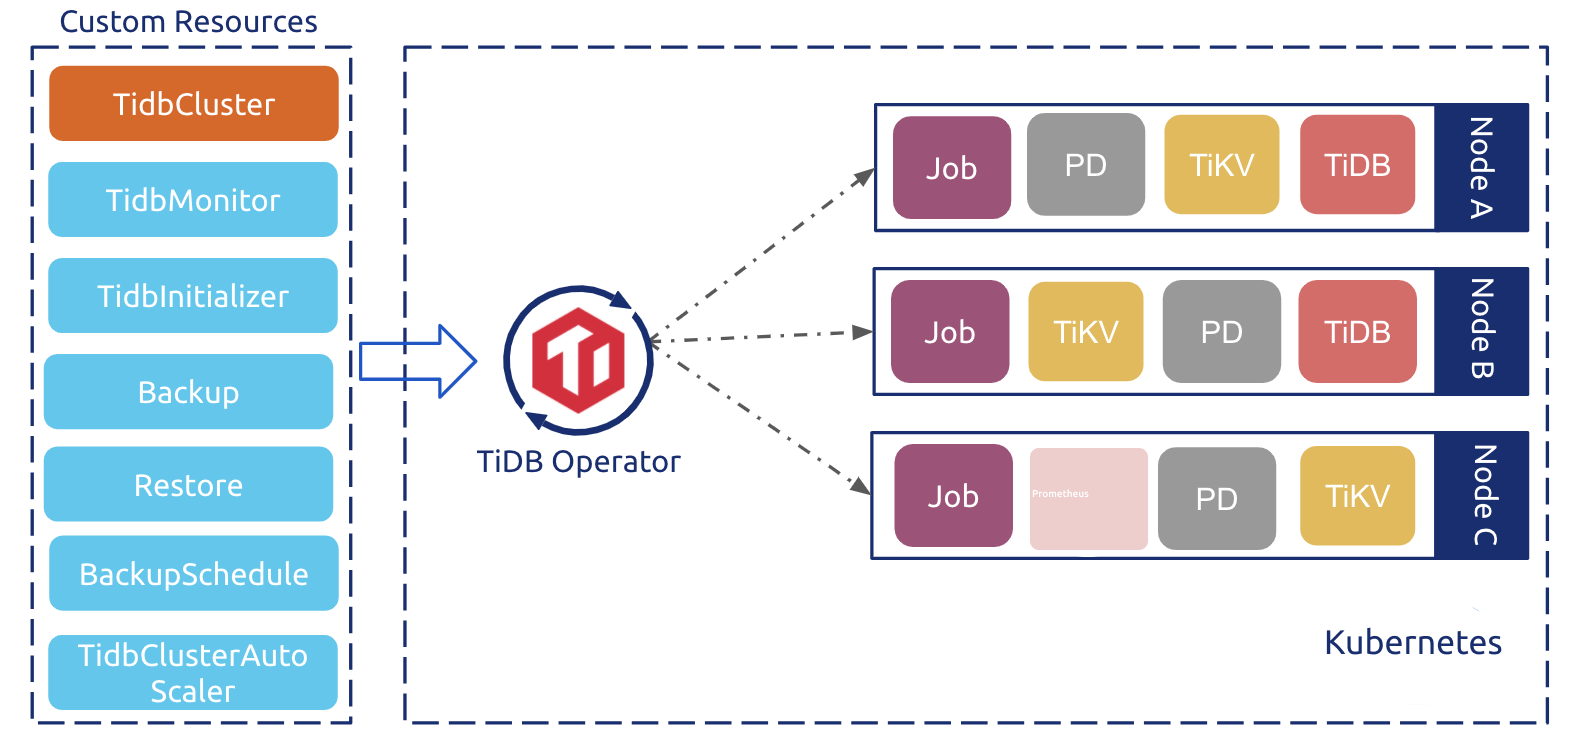 Custom Resources
TidbCluster
TidbMonitor
TidbInitializer
Backup
Restore
BackupSchedule
TidbClusterAuto
Scaler
TiDB Operator
Job
PD
TiKV
TiDB
Node A
Job
TiKV
PD
TiDB
Node B
Job
Prometheus
PD
TiKV
Node C
Kubernetes